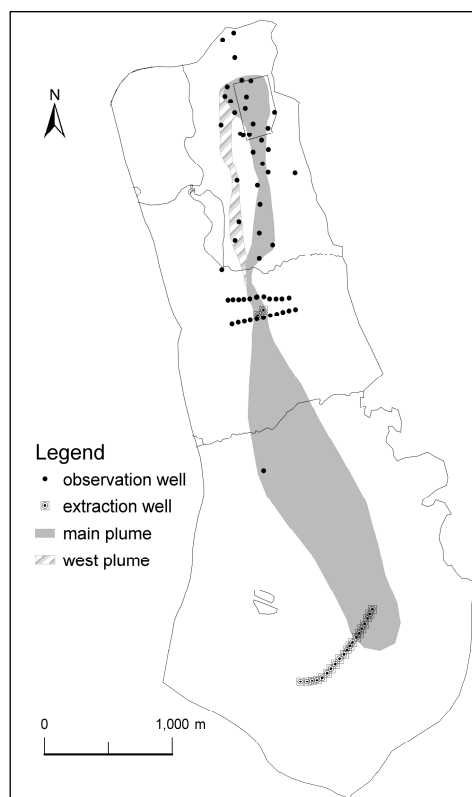 N
Legend
observation well
extraction well
main plume
west plume
0 1,000 m